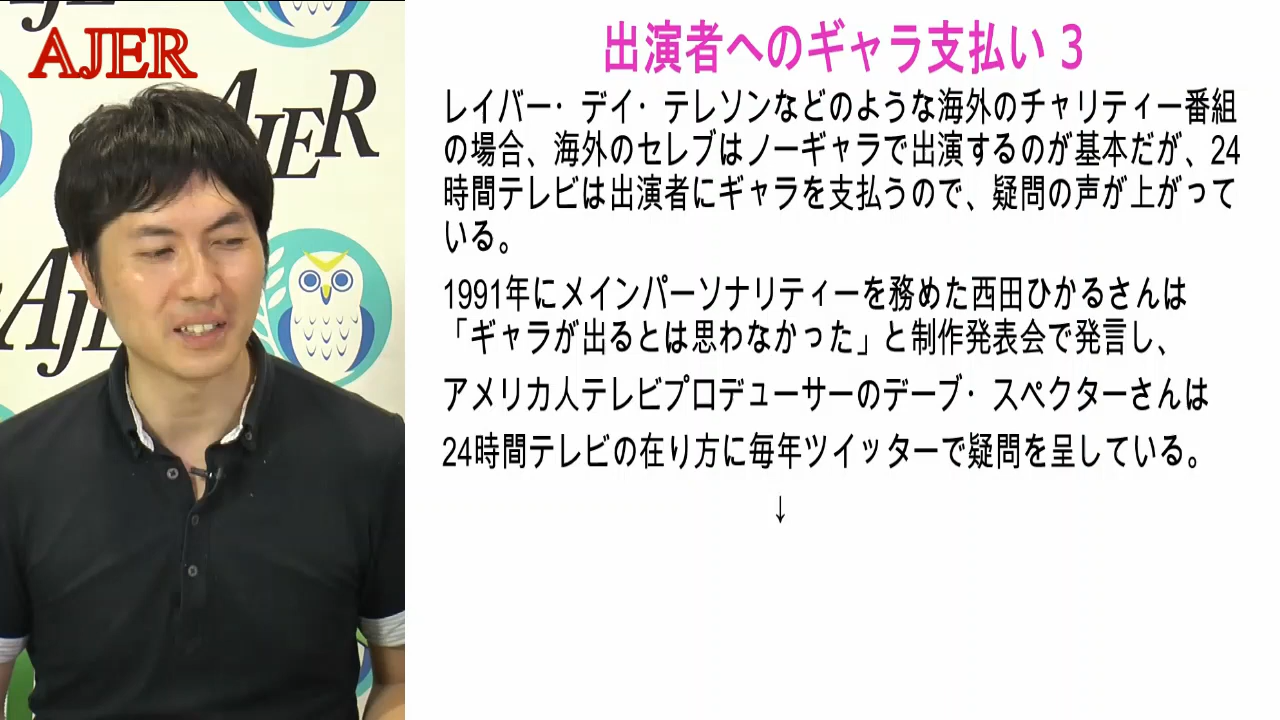 AJER
AJER
AJER
出演者へのギャラ支払い３
レイバー・デイ・テレソンなどのような海外のチャリティー番組
の場合、海外のセレブはノーギャラで出演するのが基本だが、24
時間テレビは出演者にギャラを支払うので、疑問の声が上がって
いる。
1991年にメインパーソナリティーを務めた西田ひかるさんは
「ギャラが出るとは思わなかった」と制作発表会で発言し、
アメリカ人テレビプロデューサーのデーブ・スペクターさんは
24時間テレビの在り方に毎年ツイッターで疑問を呈している。
↓